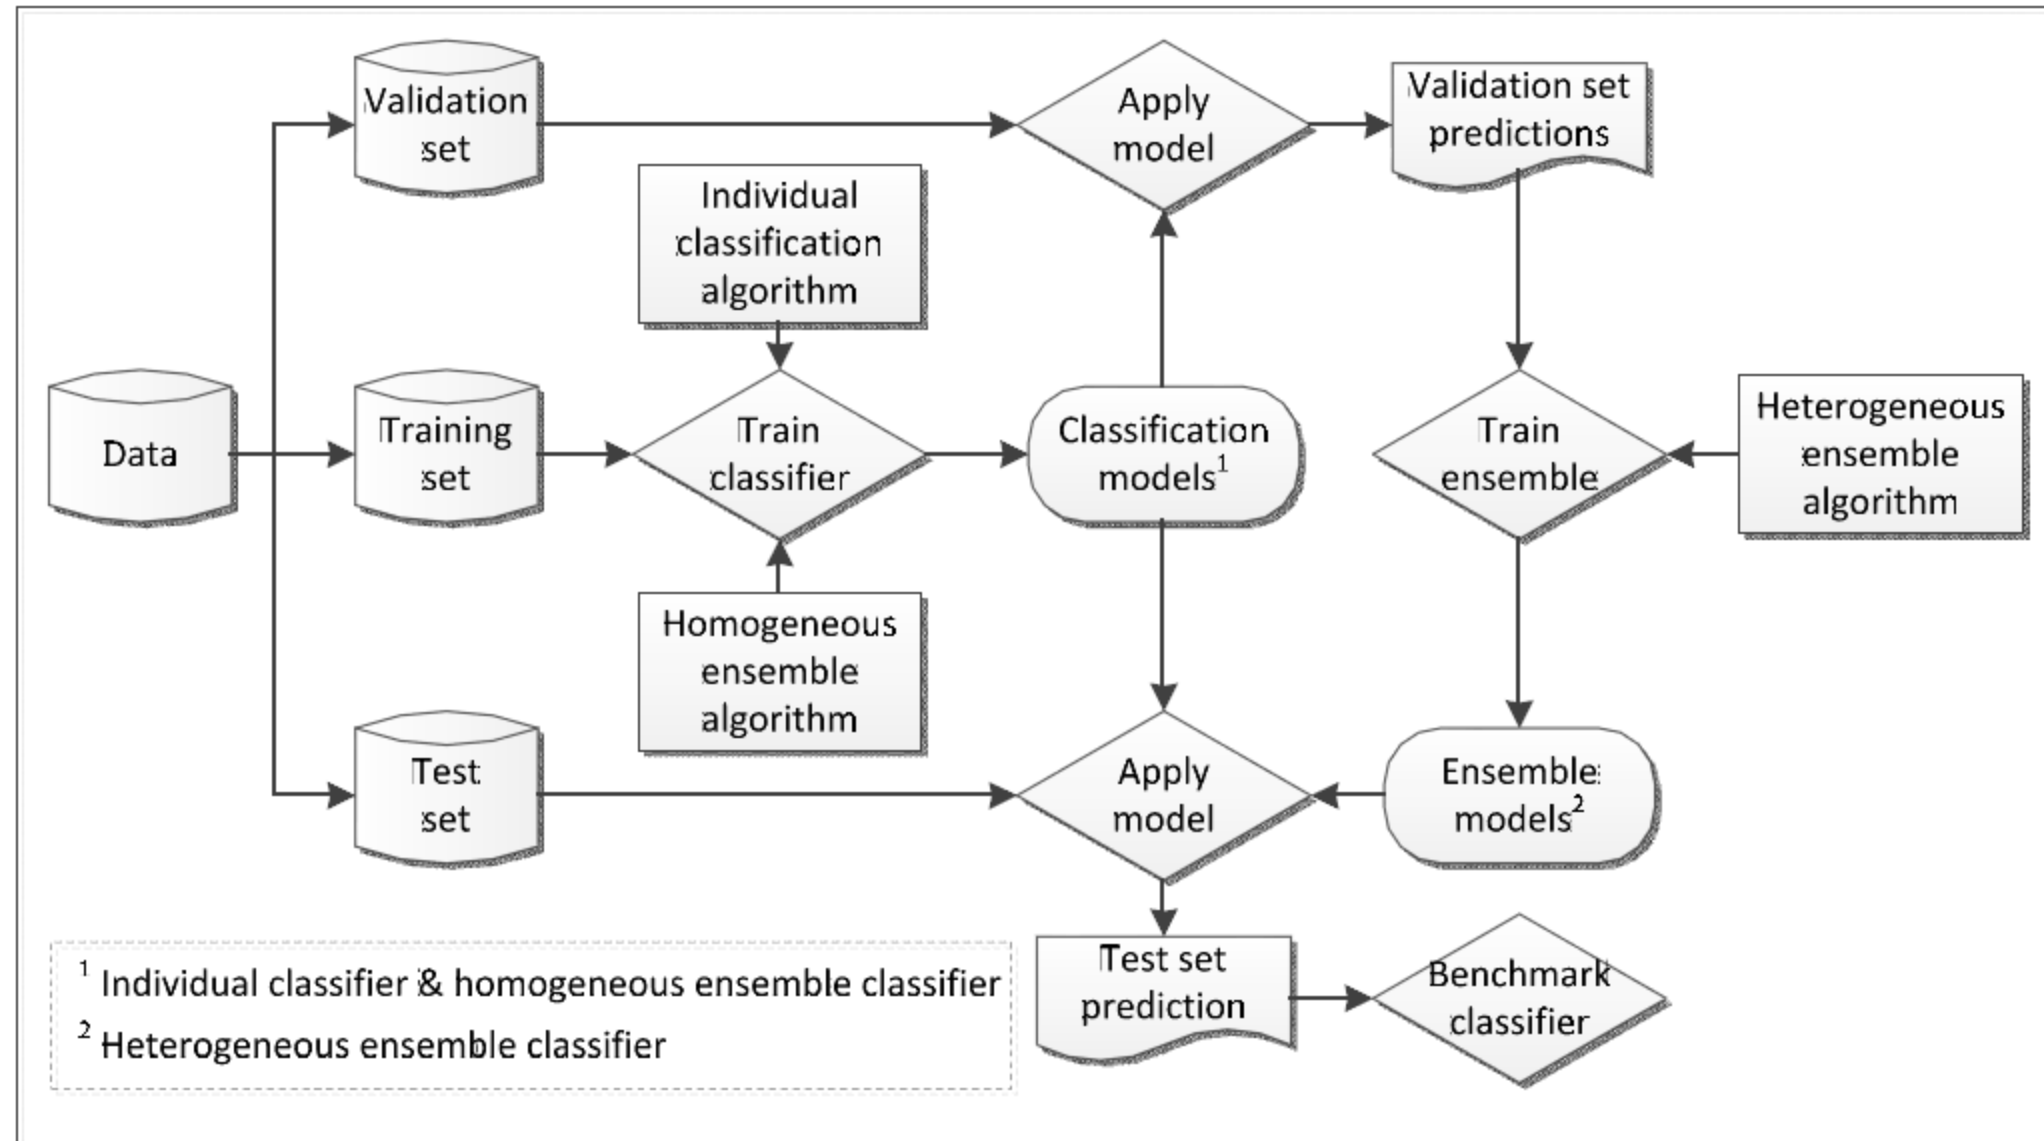 Validation
set
Apply
model
Validation set
predictions
Individual
classification
algorithm
Data
Training
set
Train
classifier
Classification
models¹
Train
ensemble
Heterogeneous
ensemble
algorithm
Homogeneous
ensemble
algorithm
Test
set
Apply
model
Ensemble
models²
Test set
prediction
Benchmark
classifier
¹ Individual classifier & homogeneous ensemble classifier
² Heterogeneous ensemble classifier